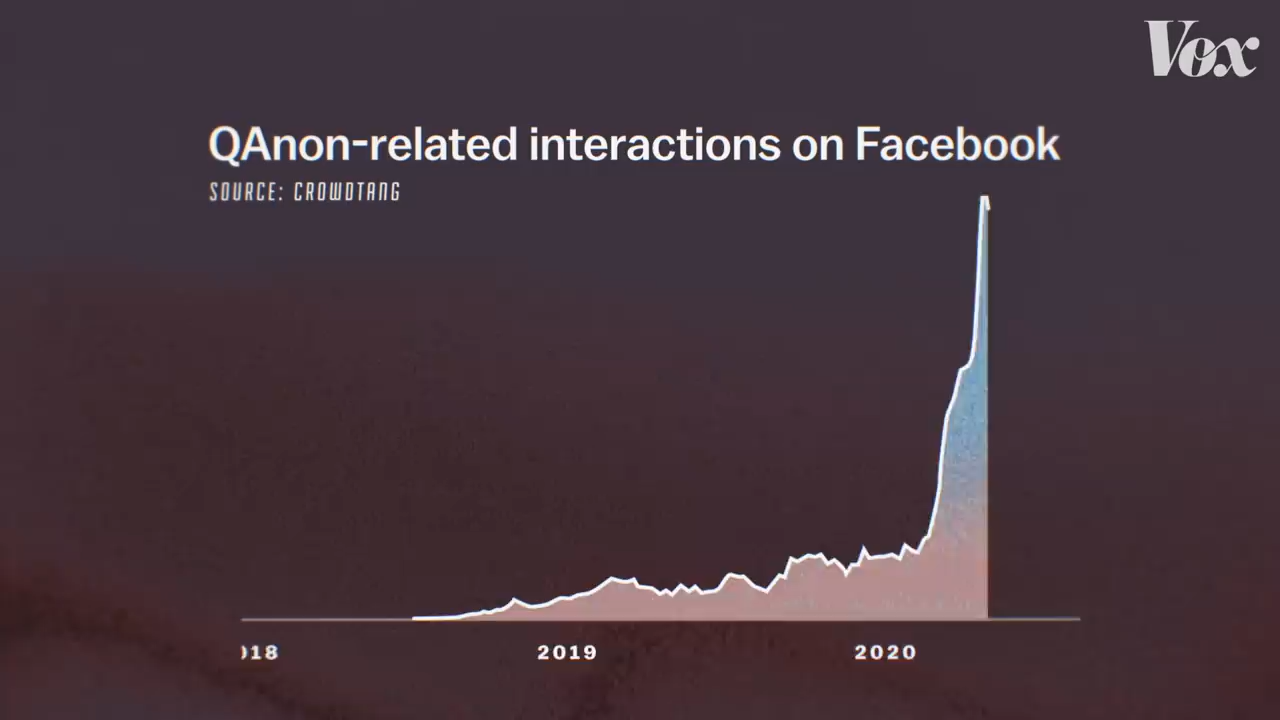 Vox
QAnon-related interactions on Facebook
SOURCE: CROWDTANG
18 2019 2020